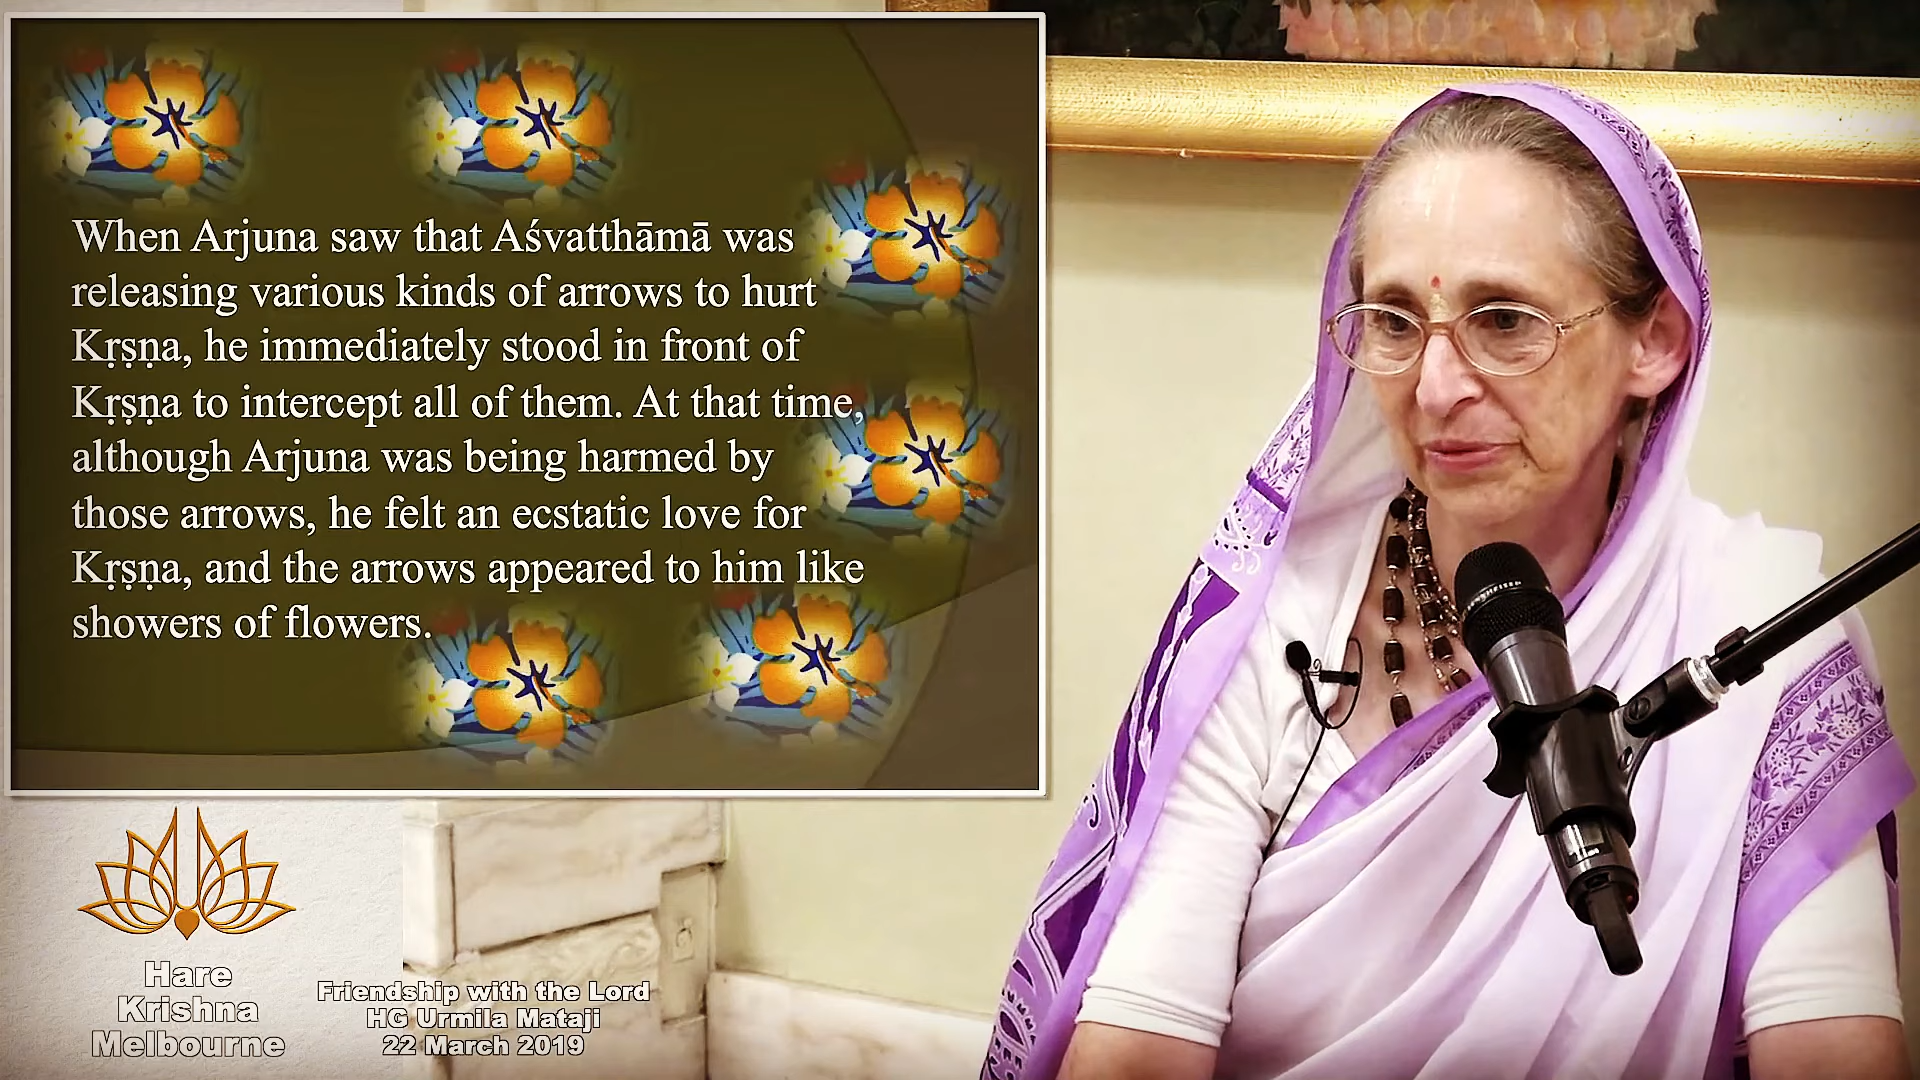 When Arjuna saw that Aśvatthāmā was
releasing various kinds of arrows to hurt
Kṛṣṇa, he immediately stood in front of
Kṛṣṇa to intercept all of them. At that time,
although Arjuna was being harmed by
those arrows, he felt an ecstatic love for
Kṛṣṇa, and the arrows appeared to him like
showers of flowers.
Hare
Krishna
Melbourne
Friendship with the Lord
HG Urmila Mataji
22 March 2019